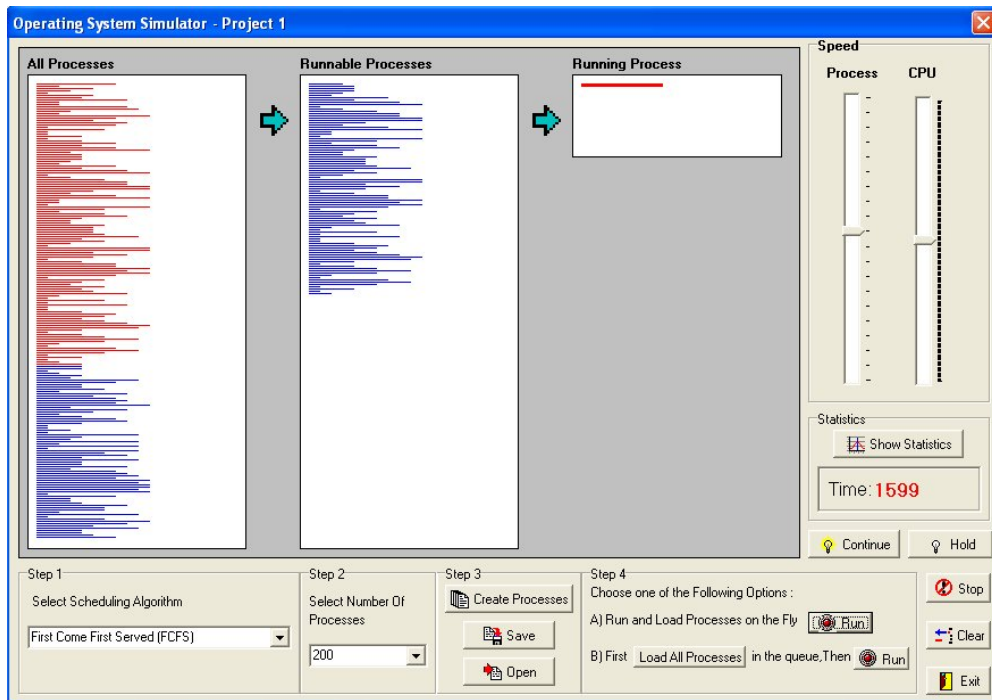 Operating System Simulator - Project 1
All Processes
Runnable Processes
Running Process
Speed
Process
CPU
Statistics
Show Statistics
Time: 1599
Continue
Hold
Step 1
Select Scheduling Algorithm
First Come First Served (FCFS)
Step 2
Select Number Of
Processes
200
Step 3
Create Processes
Save
Open
Step 4
Choose one of the Following Options :
A) Run and Load Processes on the Fly
Run
B) First Load All Processes in the queue,Then Run
Stop
Clear
Exit